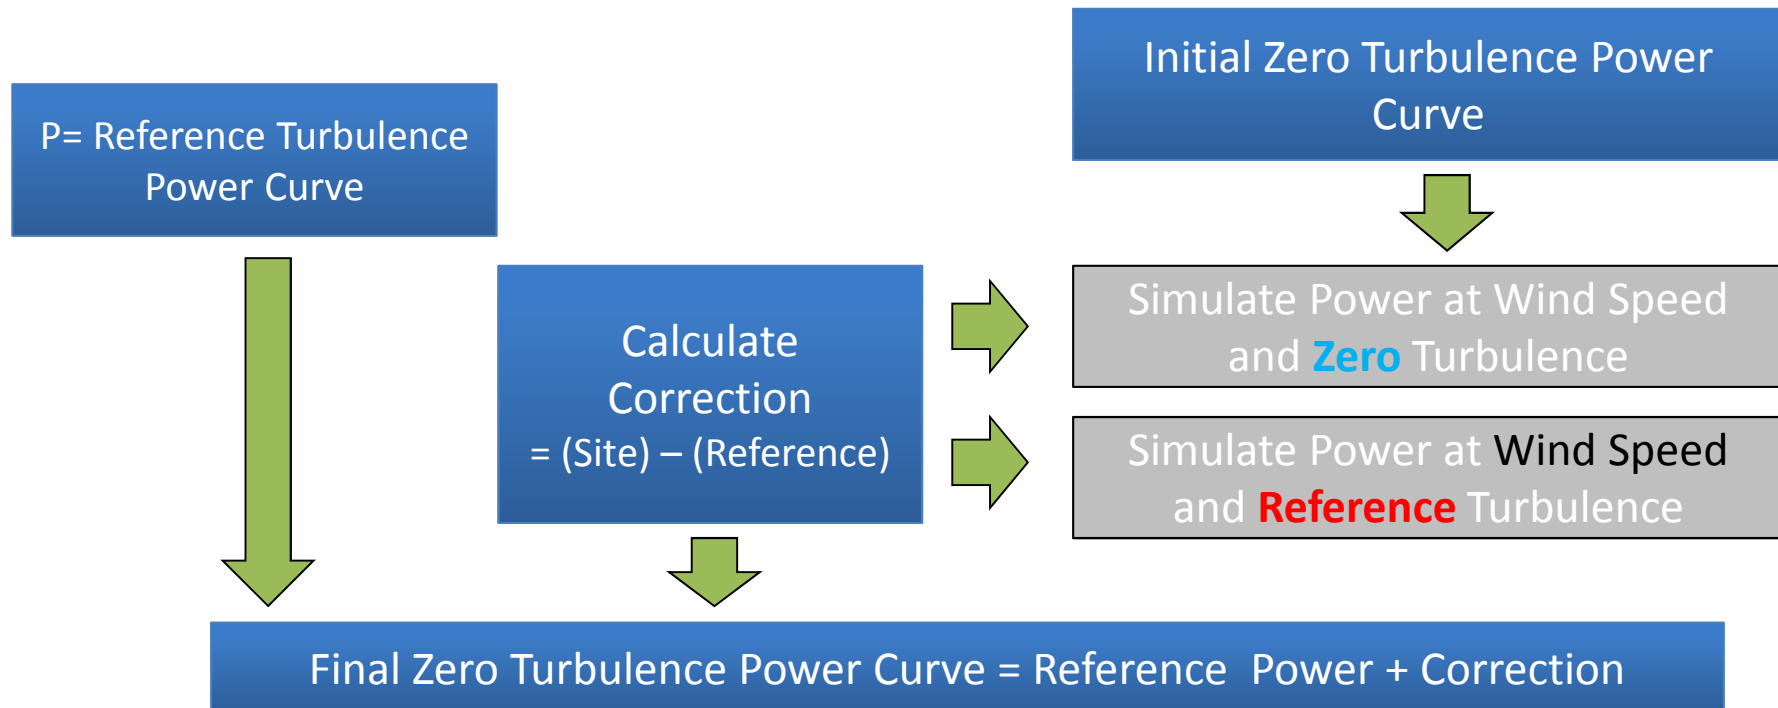 Initial Zero Turbulence Power
Curve
P= Reference Turbulence
Power Curve
Calculate
Correction
= (Site) – (Reference)
Simulate Power at Wind Speed
and Zero Turbulence
Simulate Power at Wind Speed
and Reference Turbulence
Final Zero Turbulence Power Curve = Reference  Power + Correction